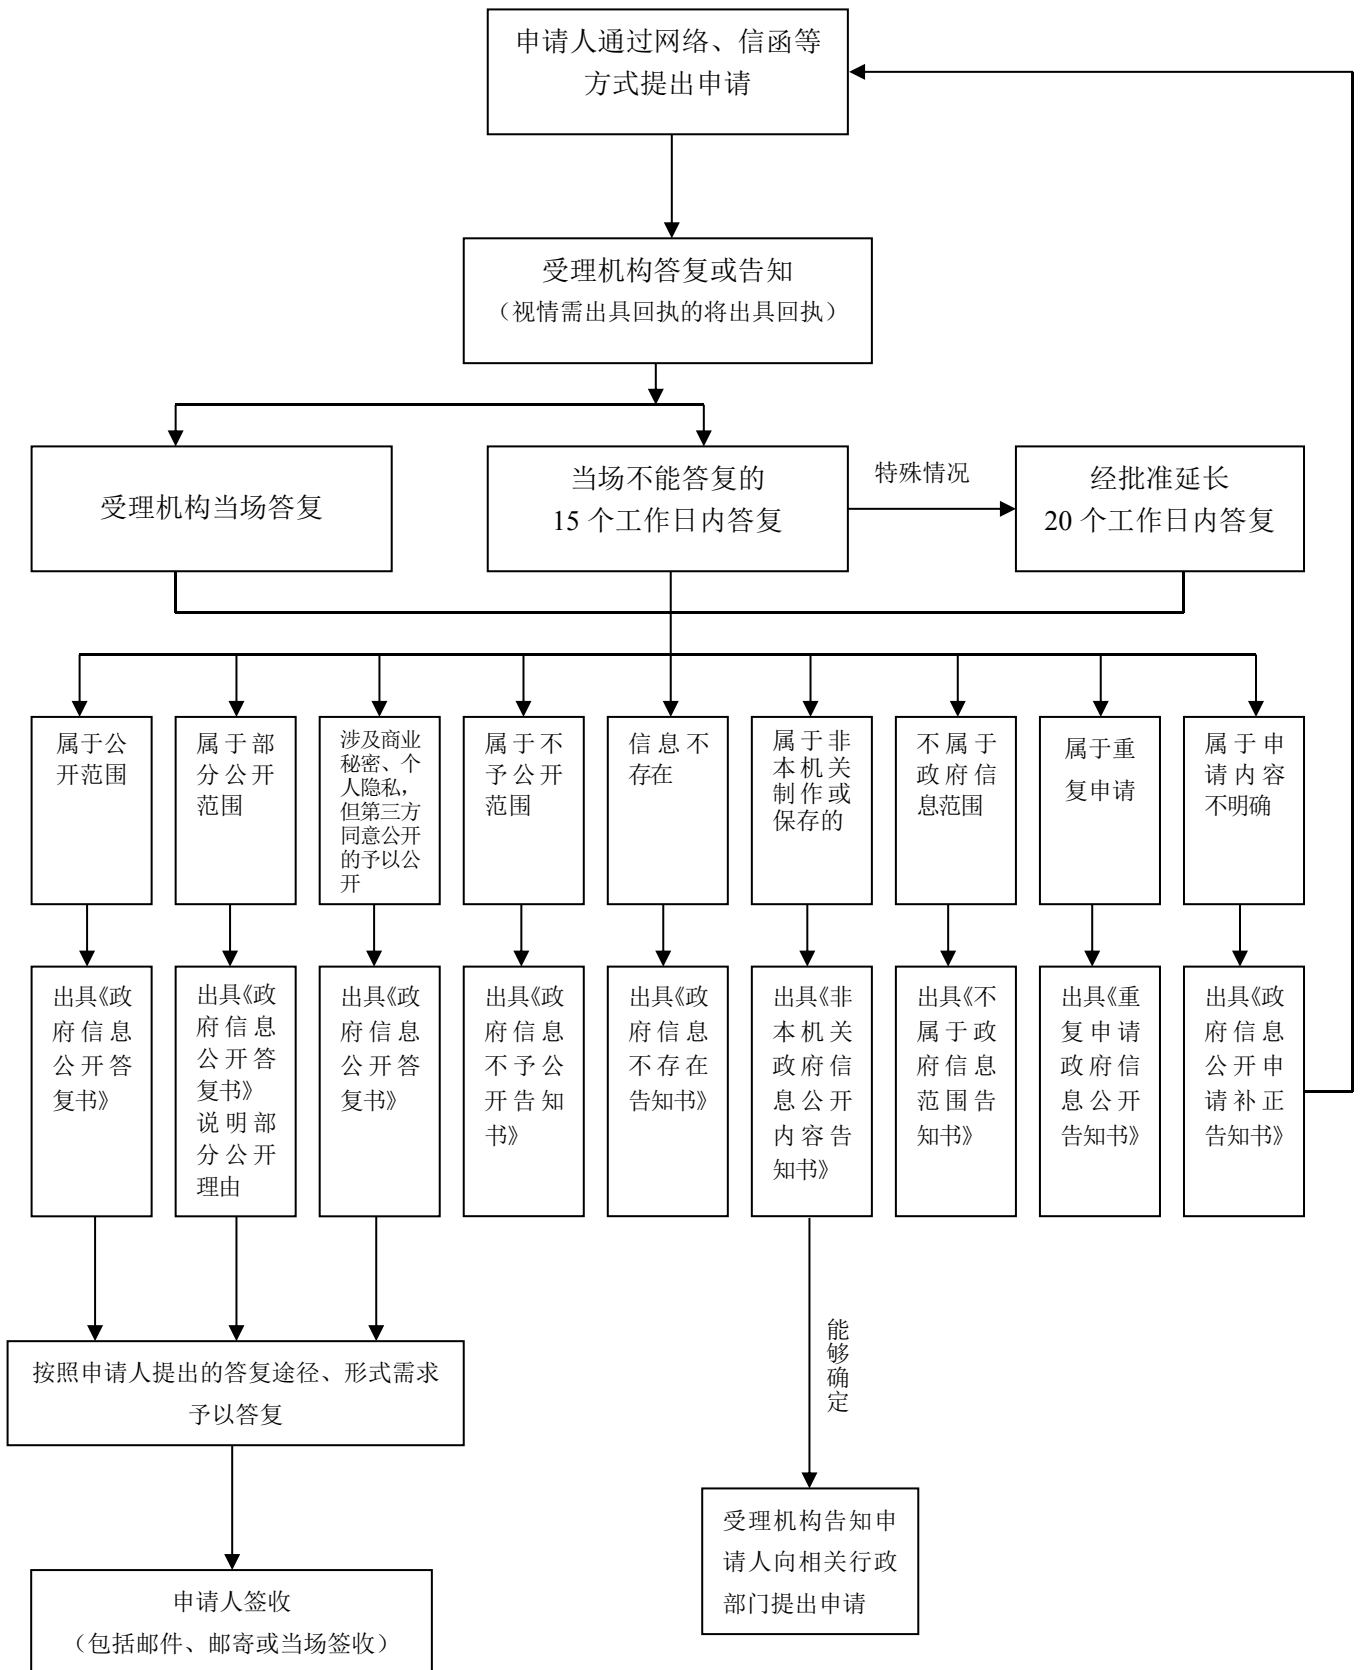 申请人通过网络、信函等
方式提出申请
受理机构答复或告知
（视情需出具回执的将出具回执）
受理机构当场答复
当场不能答复的
15 个工作日内答复
特殊情况
经批准延长
20 个工作日内答复
属于公
开范围
属于部
分公开
范围
涉及商业
秘密、个
人隐私，
但第三方
同意公开
的予以公
开
属于不
予公开
范围
信息不
存在
属于非
本机关
制作或
保存的
不属于
政府信
息范围
属于重
复申请
属于申
请内容
不明确
出具《政
府信息
公开答
复书》
出具《政
府信息
公开答
复书》
说明部
分公开
理由
出具《政
府信息
公开答
复书》
出具《政
府信息
不予公
开告知
书》
出具《政
府信息
不存在
告知书》
出具《非
本机关
政府信
息公开
内容告
知书》
出具《不
属于政
府信息
范围告
知书》
出具《重
复申请
政府信
息公开
告知书》
出具《政
府信息
公开申
请补正
告知书》
按照申请人提出的答复途径、形式需求
予以答复
能够确定
申请人签收
（包括邮件、邮寄或当场签收）
受理机构告知申
请人向相关行政
部门提出申请